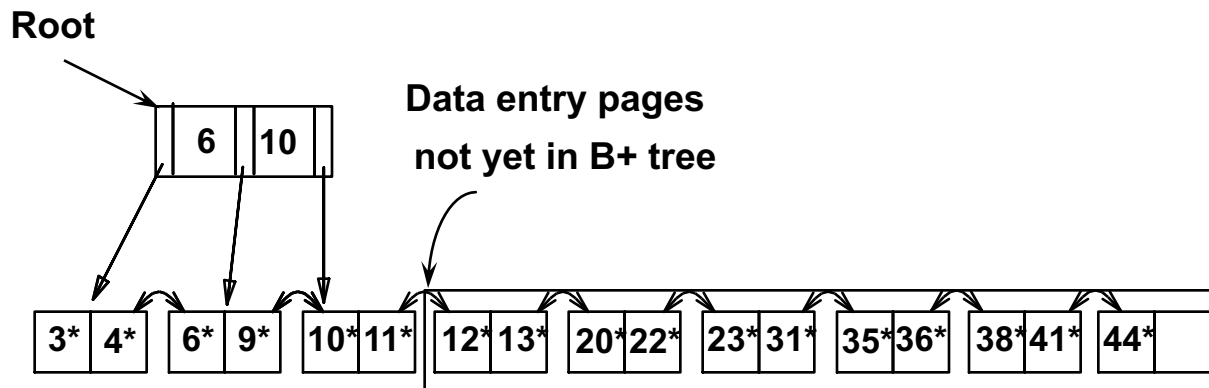 Root
Data entry pages
not yet in B+ tree
6 10
3* 4* 6* 9* 10* 11* 12* 13* 20* 22* 23* 31* 35* 36* 38* 41* 44*